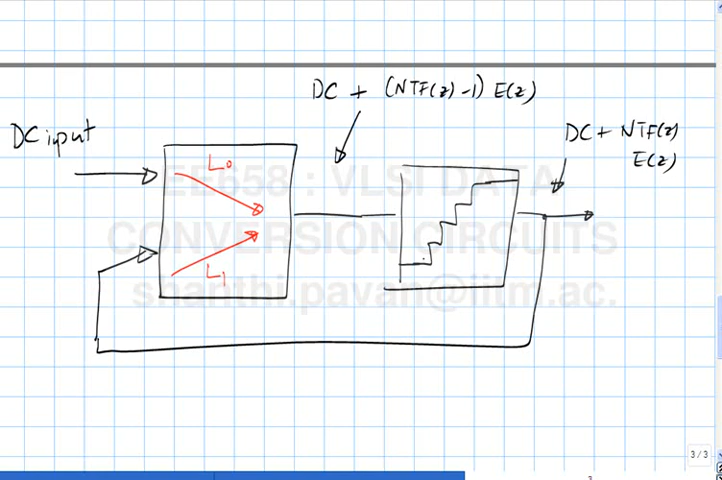 DC + (NTF(z)-1) E(z)
DC input
DC + NTF(z)
E(z)
L0
L1
EE658 : VLSI DATA
CONVERSION CIRCUITS
shanthi.pavan@iitm.ac.
3 / 3
3